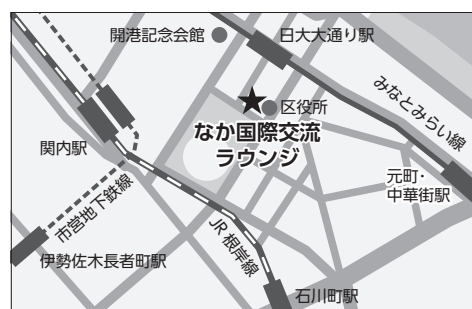 開港記念会館
日大大通り駅
みなとみらい線
区役所
なか国際交流
ラウンジ
関内駅
元町・
中華街駅
市営地下鉄線
JR 根岸線
伊勢佐木長者町駅
石川町駅